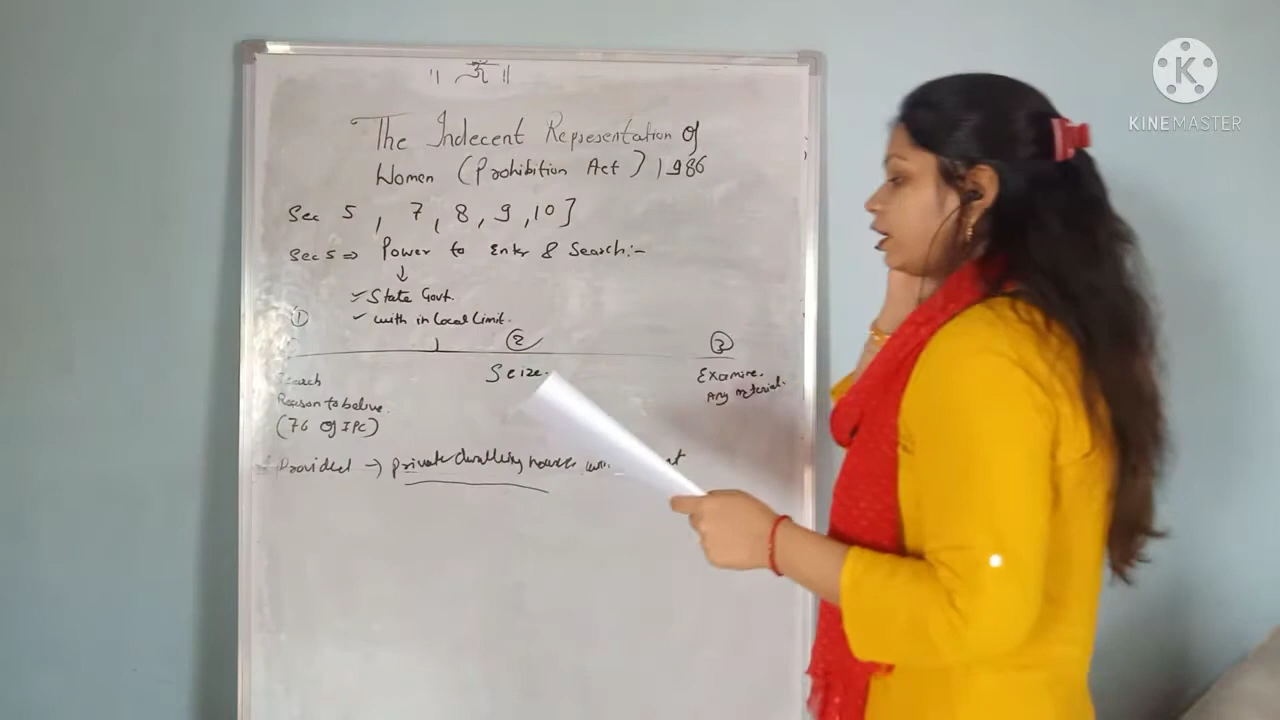 ॥ ॐ ॥
The Indecent Representation of
Women (Prohibition Act) 1986
Sec 5, 7, 8, 9, 10]
Sec 5 ⇒ Power to Enter & Search:-
↓
✓ State Govt.
✓ with in Local Limit.
① ② ③
Search
Reason to belive.
(76 of IPC)
Seize.
Examine.
Any material.
Provided → private dwelling houses
K
KINEMASTER